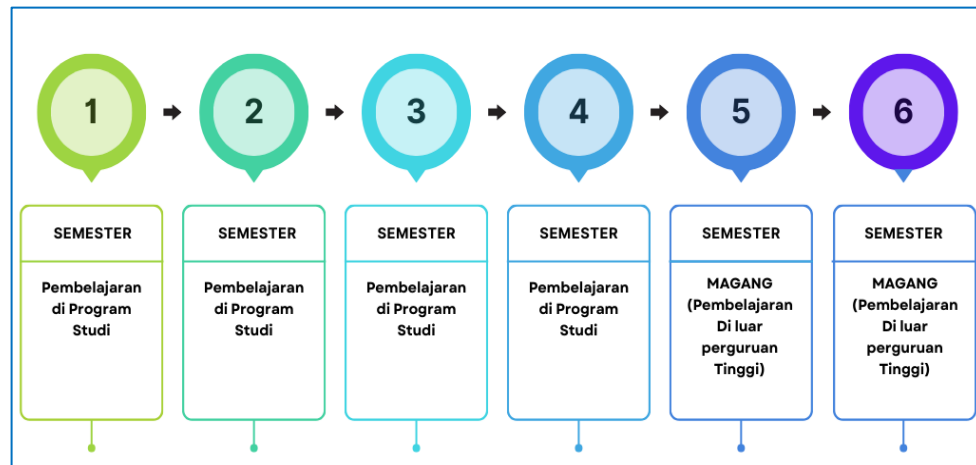 1
2
3
4
5
6
SEMESTER
Pembelajaran
di Program
Studi
SEMESTER
Pembelajaran
di Program
Studi
SEMESTER
Pembelajaran
di Program
Studi
SEMESTER
Pembelajaran
di Program
Studi
SEMESTER
MAGANG
(Pembelajaran
Di luar
perguruan
Tinggi)
SEMESTER
MAGANG
(Pembelajaran
Di luar
perguruan
Tinggi)